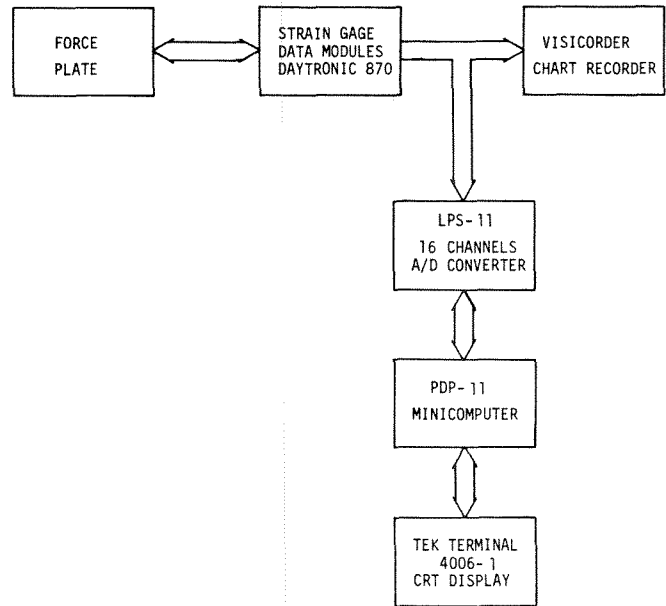 FORCE
PLATE
STRAIN GAGE
DATA MODULES
DAYTRONIC 870
VISICORDER
CHART RECORDER
LPS-11
16 CHANNELS
A/D CONVERTER
PDP-11
MINICOMPUTER
TEK TERMINAL
4006-1
CRT DISPLAY